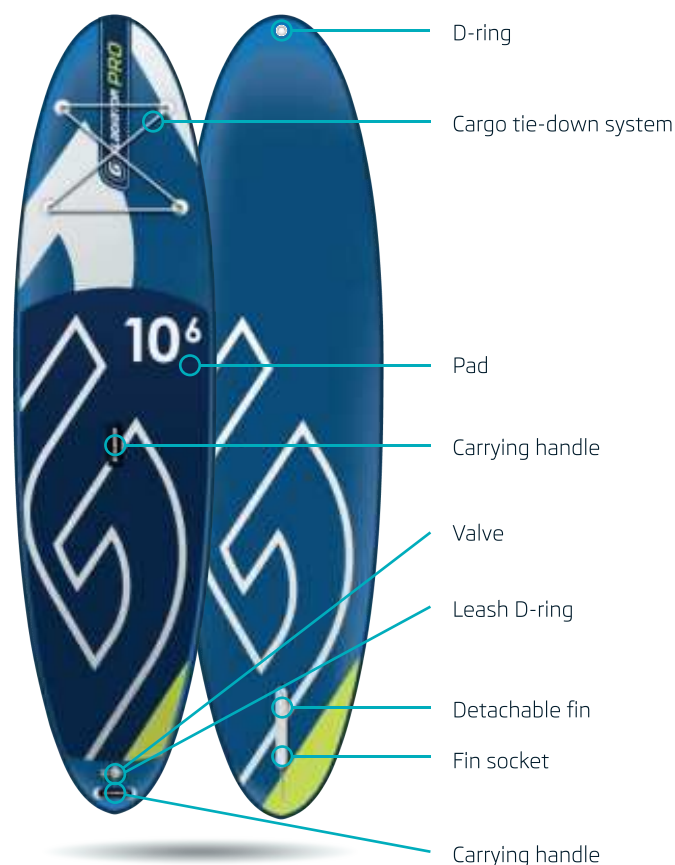 D-ring
GLADIATOR PRO
Cargo tie-down system
10⁶
Pad
Carrying handle
Valve
Leash D-ring
Detachable fin
Fin socket
Carrying handle